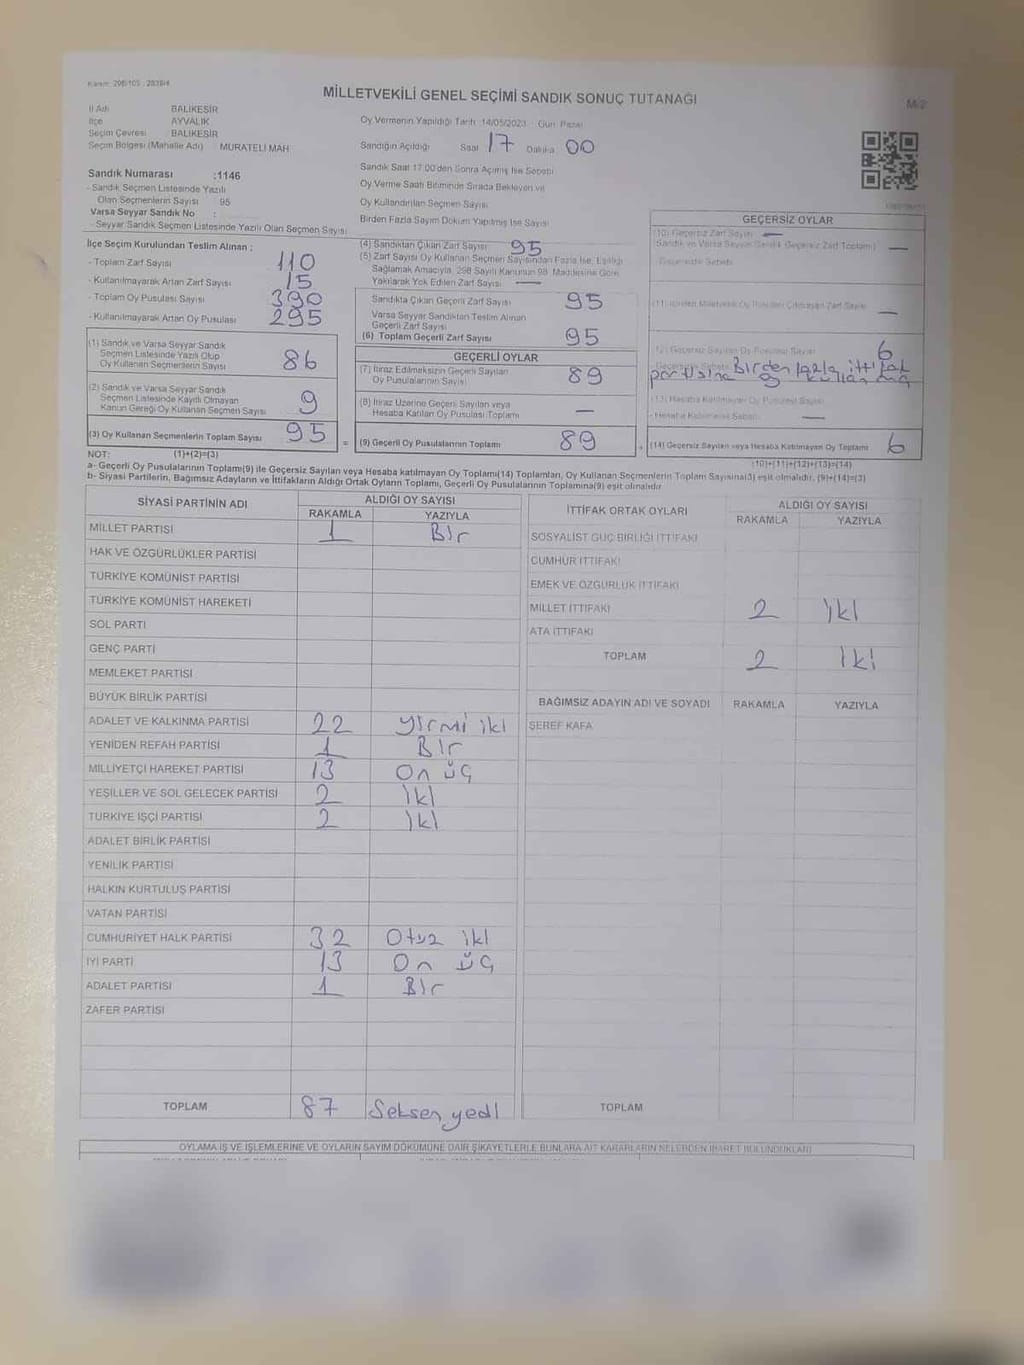 MİLLETVEKİLİ GENEL SEÇİMİ SANDIK SONUÇ TUTANAĞI
M-2
İl Adı BALIKESİR
İlçe AYVALIK
Seçim Çevresi BALIKESİR
Seçim Bölgesi (Mahalle Adı) MURATELİ MAH
Sandık Numarası :1146
- Sandık Seçmen Listesinde Yazılı
Olan Seçmenlerin Sayısı : 95
Varsa Seyyar Sandık No :
- Seyyar Sandık Seçmen Listesinde Yazılı Olan Seçmen Sayısı
Oy Vermenin Yapıldığı Tarih :14/05/2023 Gün: Pazar
Sandığın Açıldığı Saat 17 Dakika 00
Sandık Saat 17:00'den Sonra Açılmış İse Sebebi
Oy Verme Saati Bitiminde Sırada Bekleyen ve
Oy Kullandırılan Seçmen Sayısı
Birden Fazla Sayım Döküm Yapılmış İse Sayısı
İlçe Seçim Kurulundan Teslim Alınan :
- Toplam Zarf Sayısı 110
- Kullanılmayarak Artan Zarf Sayısı 15
- Toplam Oy Pusulası Sayısı 390
- Kullanılmayarak Artan Oy Pusulası 295
(1) Sandık ve Varsa Seyyar Sandık
Seçmen Listesinde Yazılı Olup
Oy Kullanan Seçmenlerin Sayısı 86
(2) Sandık ve Varsa Seyyar Sandık
Seçmen Listesinde Kayıtlı Olmayan
Kanun Gereği Oy Kullanan Seçmen Sayısı 9
(3) Oy Kullanan Seçmenlerin Toplam Sayısı 95
(4) Sandıktan Çıkan Zarf Sayısı 95
(5) Zarf Sayısı Oy Kullanan Seçmen Sayısından Fazla İse, Eşitliği
Sağlamak Amacıyla, 298 Sayılı Kanunun 98. Maddesine Göre
Yakılarak Yok Edilen Zarf Sayısı —
Sandıkta Çıkan Geçerli Zarf Sayısı 95
Varsa Seyyar Sandıktan Teslim Alınan
Geçerli Zarf Sayısı
(6) Toplam Geçerli Zarf Sayısı 95
GEÇERLİ OYLAR
(7) İtiraz Edilmeksizin Geçerli Sayılan
Oy Pusulalarının Sayısı 89
(8) İtiraz Üzerine Geçerli Sayılan veya
Hesaba Katılan Oy Pusulası Toplamı —
= (9) Geçerli Oy Pusulalarının Toplamı 89
GEÇERSİZ OYLAR
(10) Geçersiz Zarf Sayısı —
Sandık ve Varsa Seyyar Sandık Geçersiz Zarf Toplamı) —
Geçersizlik Sebebi
—
(12) Geçersiz Sayılan Oy Pusulası Sayısı 6
Birden fazla ittifak
partisine oy kullanma
(13) Hesaba Katılmayan Oy Pusulası Sayısı
- Hesaba Katılmama Sebebi —
+ (14) Geçersiz Sayılan veya Hesaba Katılmayan Oy Toplamı 6
NOT: (1)+(2)=(3)
(10)+(11)+(12)+(13)=(14)
a- Geçerli Oy Pusulalarının Toplamı(9) ile Geçersiz Sayılan veya Hesaba katılmayan Oy Toplamı(14) Toplamları, Oy Kullanan Seçmenlerin Toplam Sayısına(3) eşit olmalıdır, (9)+(14)=(3)
b- Siyasi Partilerin, Bağımsız Adayların ve İttifakların Aldığı Ortak Oyların Toplamı, Geçerli Oy Pusulalarının Toplamına(9) eşit olmalıdır
SİYASİ PARTİNİN ADI ALDIĞI OY SAYISI
RAKAMLA YAZIYLA
MİLLET PARTİSİ 1 Bir
HAK VE ÖZGÜRLÜKLER PARTİSİ
TÜRKİYE KOMÜNİST PARTİSİ
TÜRKİYE KOMÜNİST HAREKETİ
SOL PARTİ
GENÇ PARTİ
MEMLEKET PARTİSİ
BÜYÜK BİRLİK PARTİSİ
ADALET VE KALKINMA PARTİSİ 22 Yirmi iki
YENİDEN REFAH PARTİSİ 1 Bir
MİLLİYETÇİ HAREKET PARTİSİ 13 On üç
YEŞİLLER VE SOL GELECEK PARTİSİ 2 İki
TÜRKİYE İŞÇİ PARTİSİ 2 İki
ADALET BİRLİK PARTİSİ
YENİLİK PARTİSİ
HALKIN KURTULUŞ PARTİSİ
VATAN PARTİSİ
CUMHURİYET HALK PARTİSİ 32 Otuz iki
İYİ PARTİ 13 On üç
ADALET PARTİSİ 1 Bir
ZAFER PARTİSİ
TOPLAM 87 Seksen yedi
İTTİFAK ORTAK OYLARI ALDIĞI OY SAYISI
RAKAMLA YAZIYLA
SOSYALİST GÜÇ BİRLİĞİ İTTİFAKI
CUMHUR İTTİFAKI
EMEK VE ÖZGÜRLÜK İTTİFAKI
MİLLET İTTİFAKI 2 İki
ATA İTTİFAKI
TOPLAM 2 İki
BAĞIMSIZ ADAYIN ADI VE SOYADI RAKAMLA YAZIYLA
ŞEREF KAFA
TOPLAM
OYLAMA İŞ VE İŞLEMLERİNE VE OYLARIN SAYIM DÖKÜMÜNE DAİR ŞİKAYETLERLE BUNLARA AİT KARARLARIN NELERDEN İBARET BULUNDUKLARI